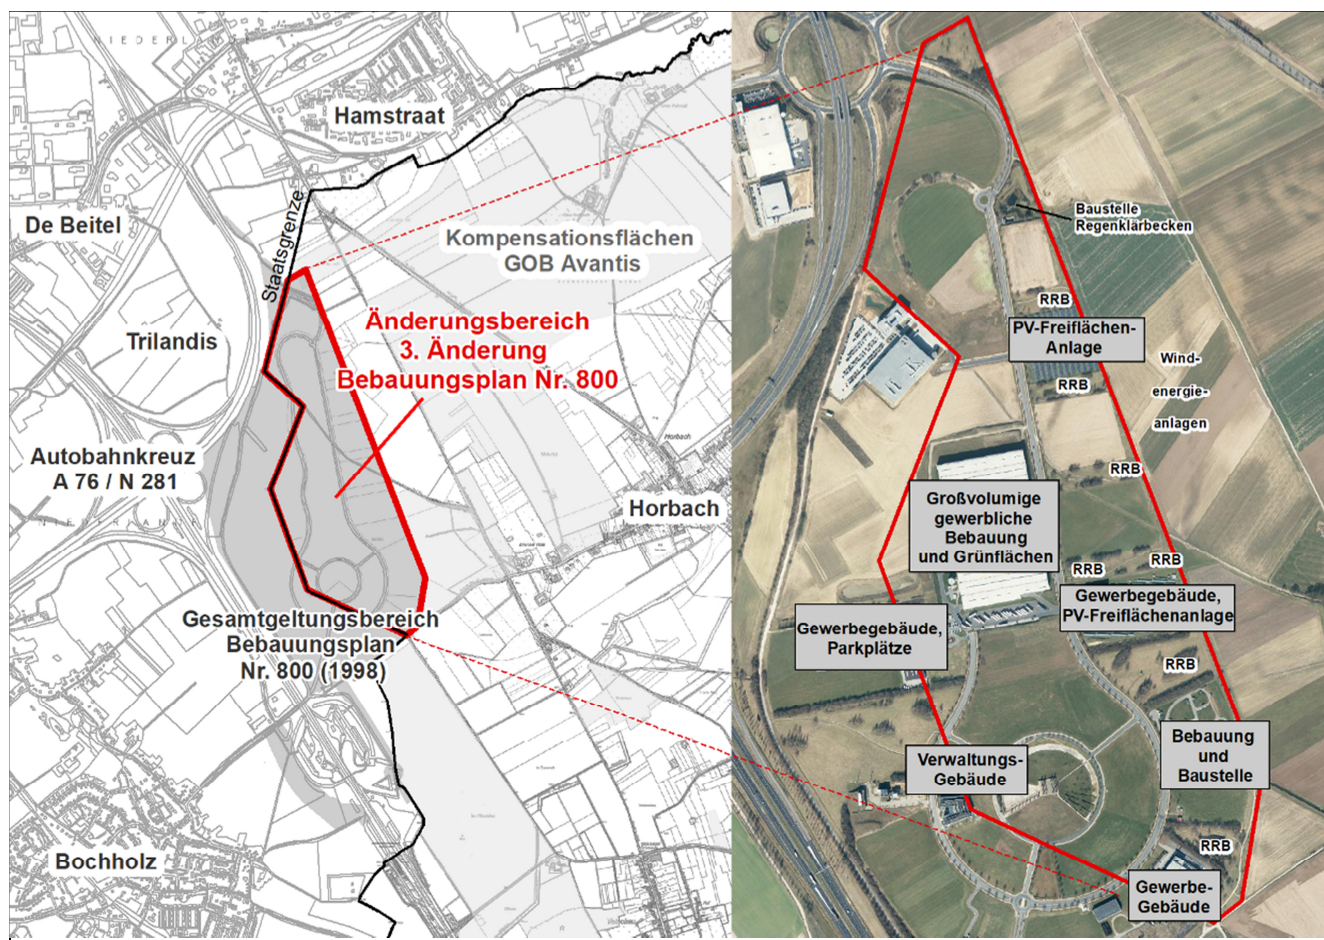 NIEDERLANDE
Hamstraat
De Beitel
Staatsgrenze
Kompensationsflächen
GOB Avantis
Trilandis
Änderungsbereich
3. Änderung
Bebauungsplan Nr. 800
Autobahnkreuz
A 76 / N 281
Horbach
Horbach
Gesamtgeltungsbereich
Bebauungsplan
Nr. 800 (1998)
Bochholz
Baustelle
Regenklärbecken
RRB
PV-Freiflächen-
Anlage
RRB
Wind-
energie-
anlagen
RRB
Großvolumige
gewerbliche
Bebauung
und Grünflächen
RRB
RRB
Gewerbegebäude,
PV-Freiflächenanlage
Gewerbegebäude,
Parkplätze
RRB
Bebauung
und
Baustelle
Verwaltungs-
Gebäude
RRB
Gewerbe-
Gebäude